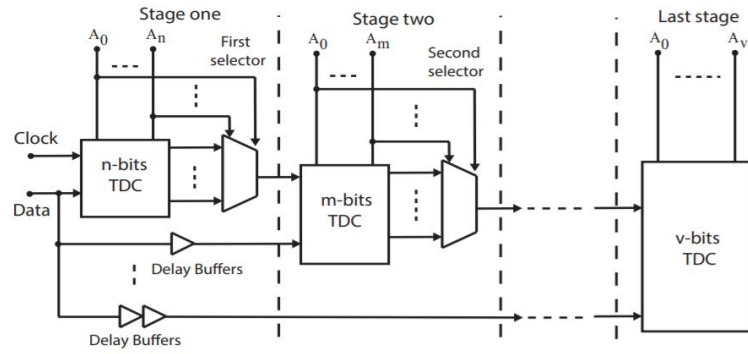 Stage one
Stage two
Last stage
A0
An
First
selector
A0
Am
Second
selector
A0
Av
Clock
Data
n-bits
TDC
m-bits
TDC
v-bits
TDC
Delay Buffers
Delay Buffers